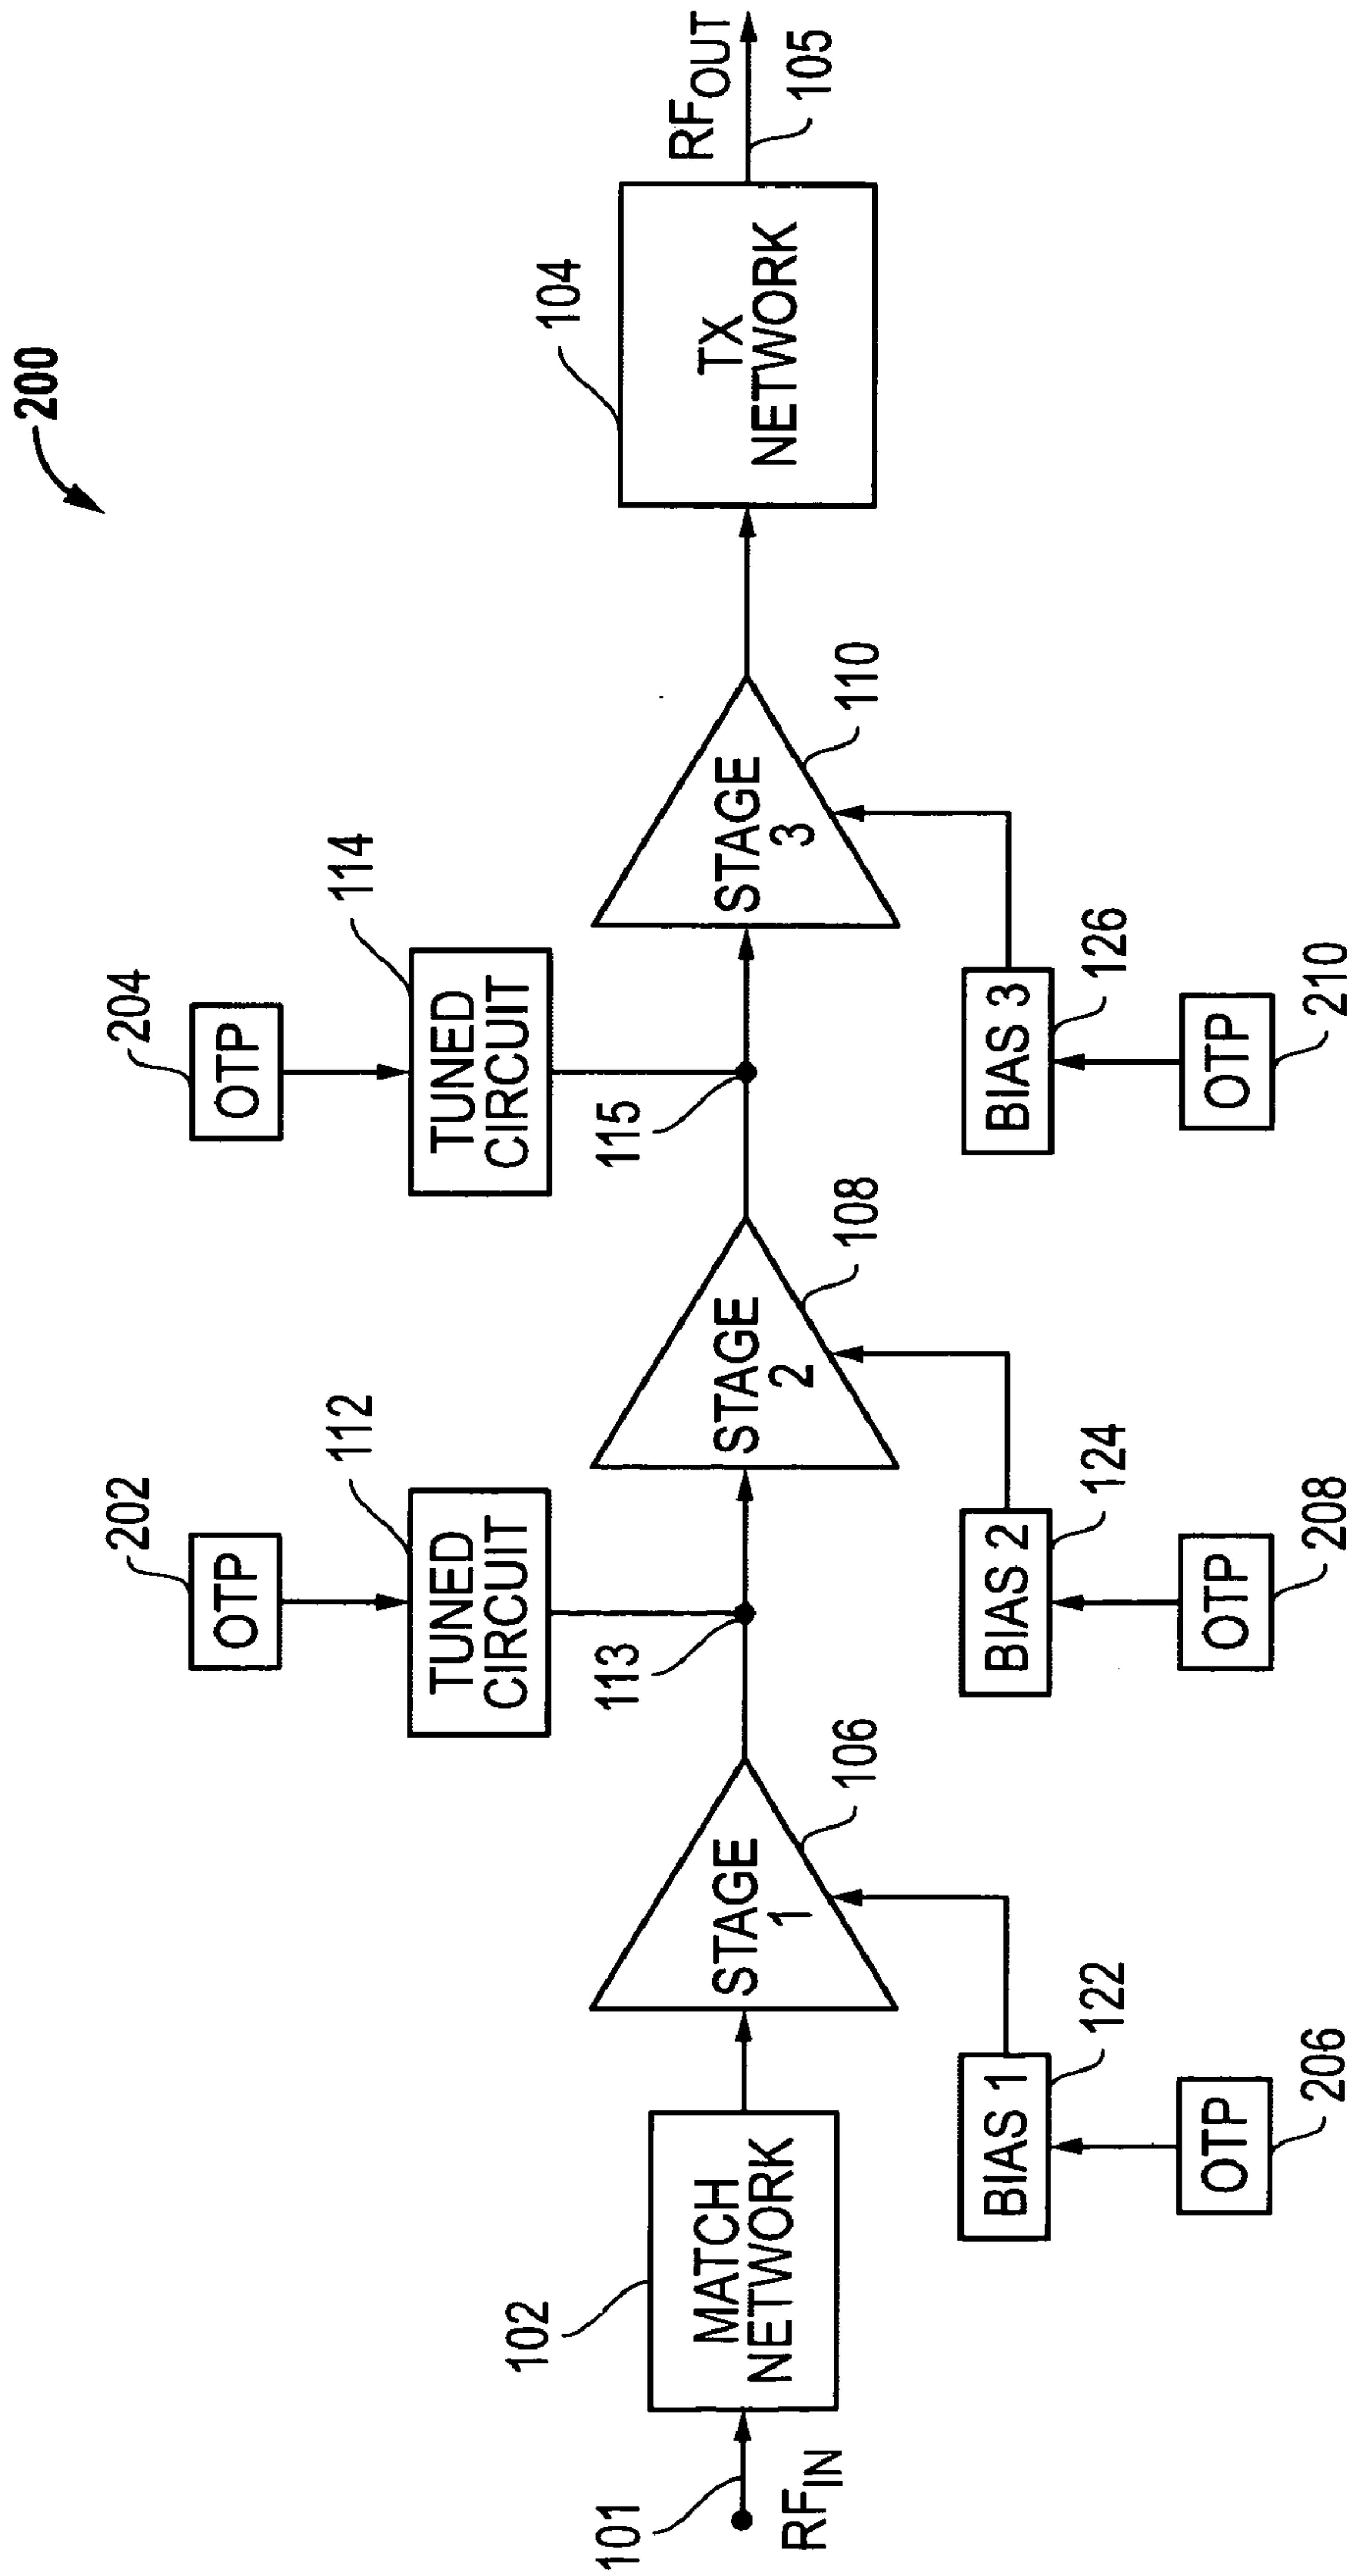 200
202
OTP
204
OTP
112
TUNED
CIRCUIT
114
TUNED
CIRCUIT
102
MATCH
NETWORK
101
RF_IN
STAGE
1
106
113
STAGE
2
108
115
STAGE
3
110
104
TX
NETWORK
RF_OUT
105
BIAS 1
122
BIAS 2
124
BIAS 3
126
OTP
206
OTP
208
OTP
210